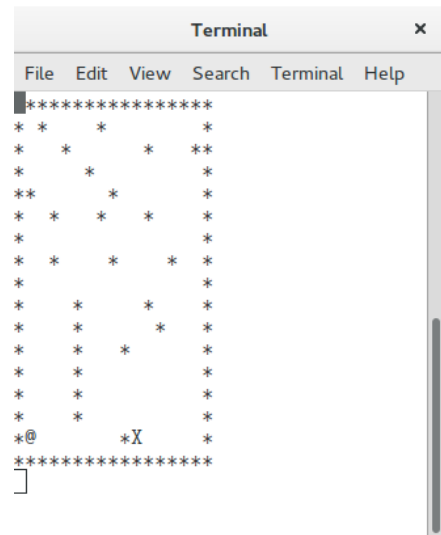 Terminal ×
File Edit View Search Terminal Help
 ****************
* *    *        *
*   *      *   **
*     *         *
**      *       *
*  *   *   *    *
*               *
*  *    *    *  *
*               *
*    *     *    *
*    *      *   *
*    *   *      *
*    *          *
*    *          *
*    *          *
*@       *X     *
*****************